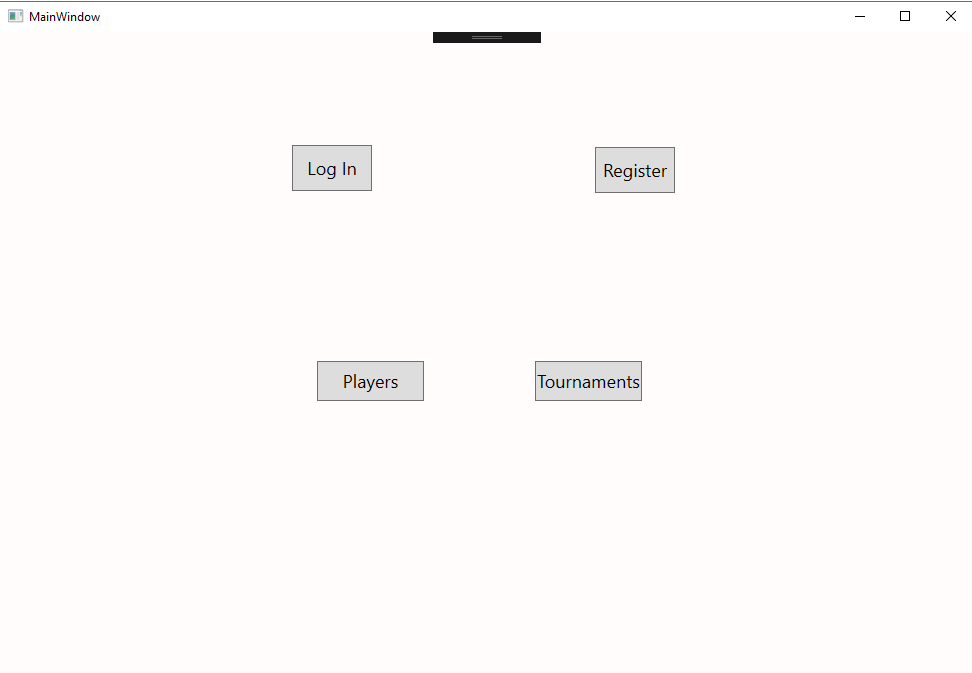 MainWindow
Log In
Register
Players
Tournaments